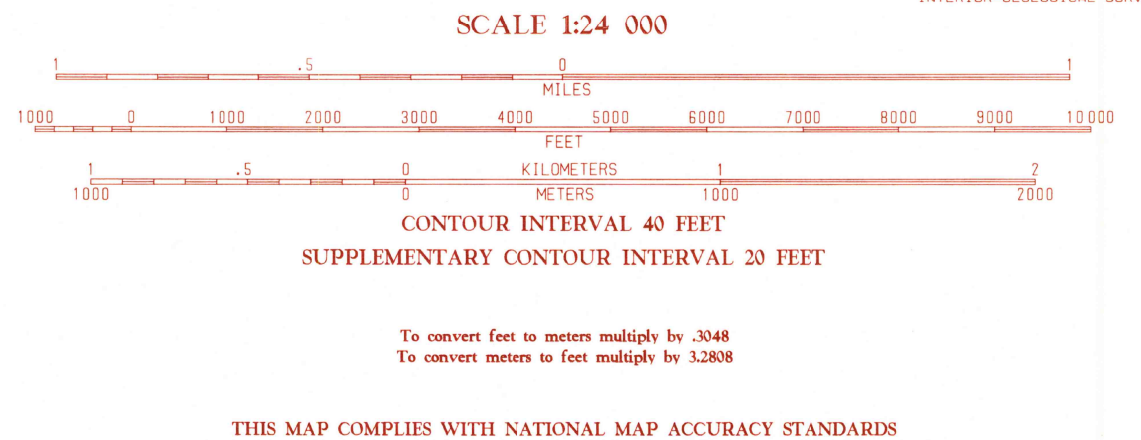 SCALE 1:24 000
1 .5 0 1
MILES
1000 0 1000 2000 3000 4000 5000 6000 7000 8000 9000 10 000
FEET
1 .5 0 KILOMETERS 1 2
1000 0 METERS 1000 2000
CONTOUR INTERVAL 40 FEET
SUPPLEMENTARY CONTOUR INTERVAL 20 FEET
To convert feet to meters multiply by .3048
To convert meters to feet multiply by 3.2808
THIS MAP COMPLIES WITH NATIONAL MAP ACCURACY STANDARDS